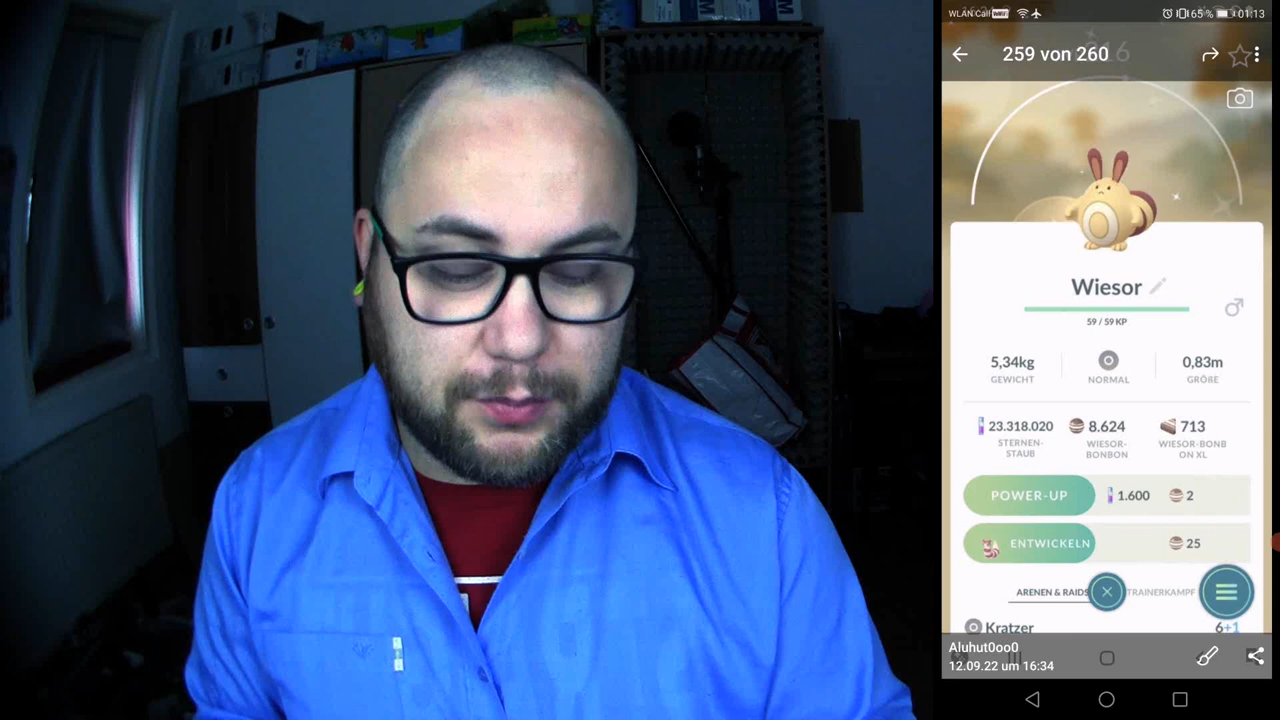 WLAN Call
65 %
01:13
259 von 260
Wiesor
59 / 59 KP
5,34kg
GEWICHT
NORMAL
0,83m
GRÖßE
23.318.020
STERNEN-
STAUB
8.624
WIESOR-
BONBON
713
WIESOR-BONB
ON XL
POWER-UP
1.600
2
ENTWICKELN
25
ARENEN & RAIDS
TRAINERKAMPF
Kratzer
6+1
Aluhut0oo0
12.09.22 um 16:34